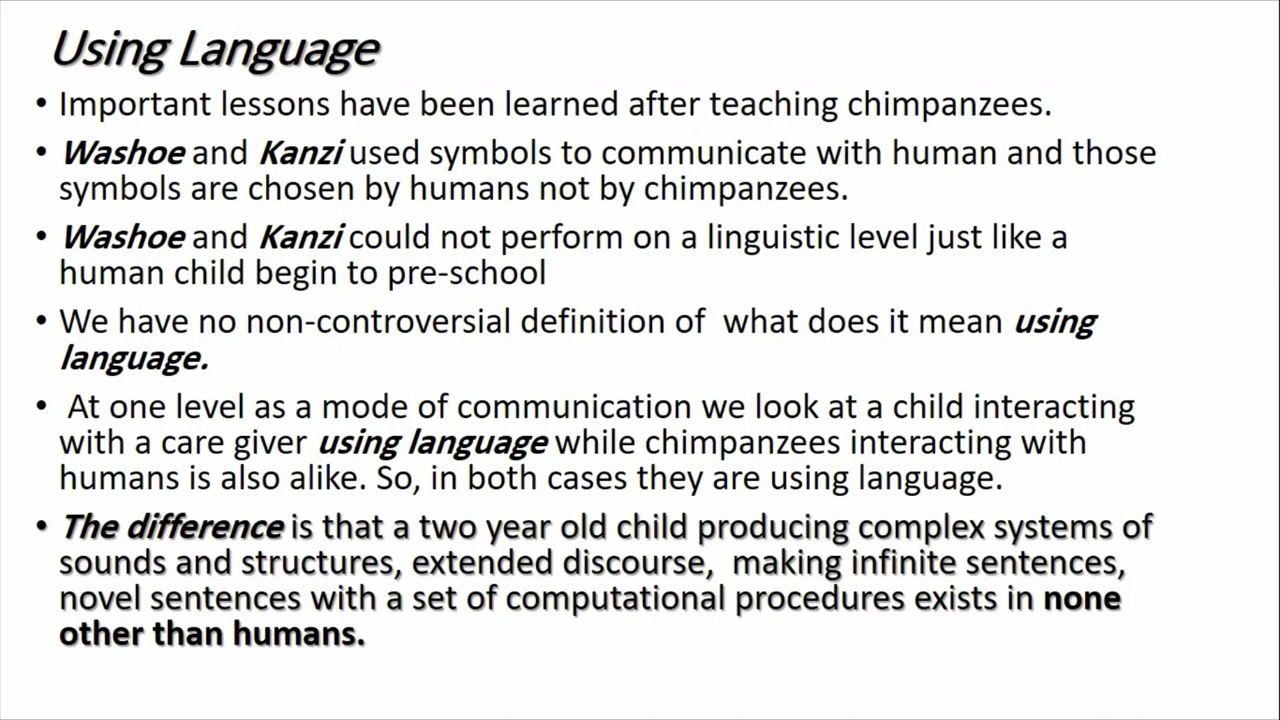 Using Language
• Important lessons have been learned after teaching chimpanzees.
• Washoe and Kanzi used symbols to communicate with human and those
symbols are chosen by humans not by chimpanzees.
• Washoe and Kanzi could not perform on a linguistic level just like a
human child begin to pre-school
• We have no non-controversial definition of  what does it mean using
language.
•  At one level as a mode of communication we look at a child interacting
with a care giver using language while chimpanzees interacting with
humans is also alike. So, in both cases they are using language.
• The difference is that a two year old child producing complex systems of
sounds and structures, extended discourse,  making infinite sentences,
novel sentences with a set of computational procedures exists in none
other than humans.